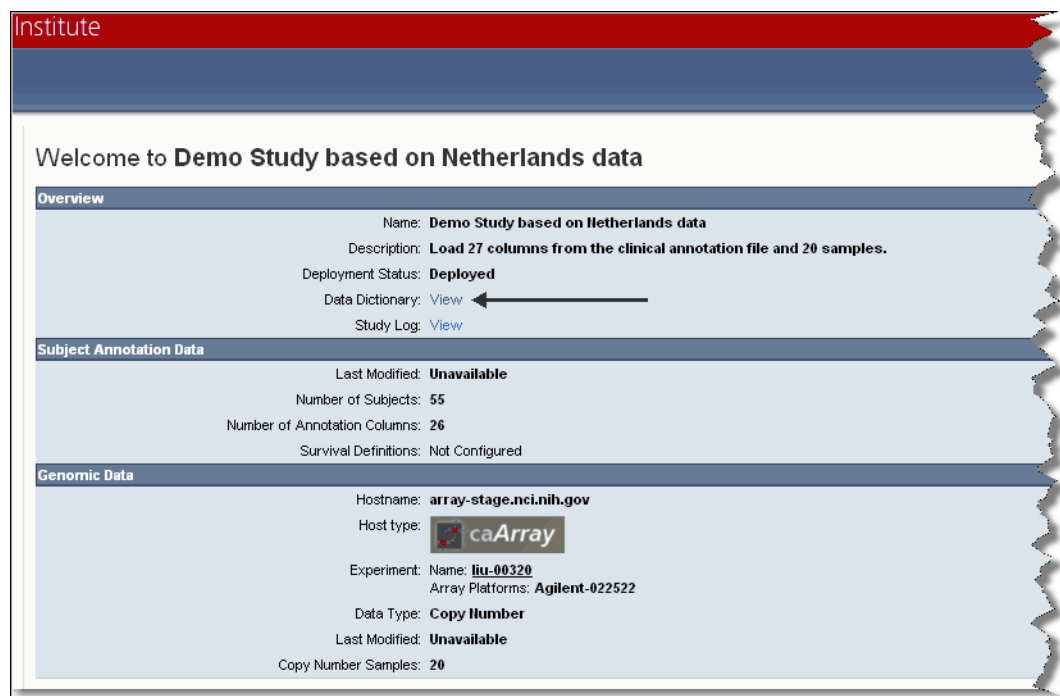 Institute
Welcome to Demo Study based on Netherlands data
Overview
Name: Demo Study based on Netherlands data
Description: Load 27 columns from the clinical annotation file and 20 samples.
Deployment Status: Deployed
Data Dictionary: View
Study Log: View
Subject Annotation Data
Last Modified: Unavailable
Number of Subjects: 55
Number of Annotation Columns: 26
Survival Definitions: Not Configured
Genomic Data
Hostname: array-stage.nci.nih.gov
Host type: caArray
Experiment: Name: liu-00320
Array Platforms: Agilent-022522
Data Type: Copy Number
Last Modified: Unavailable
Copy Number Samples: 20